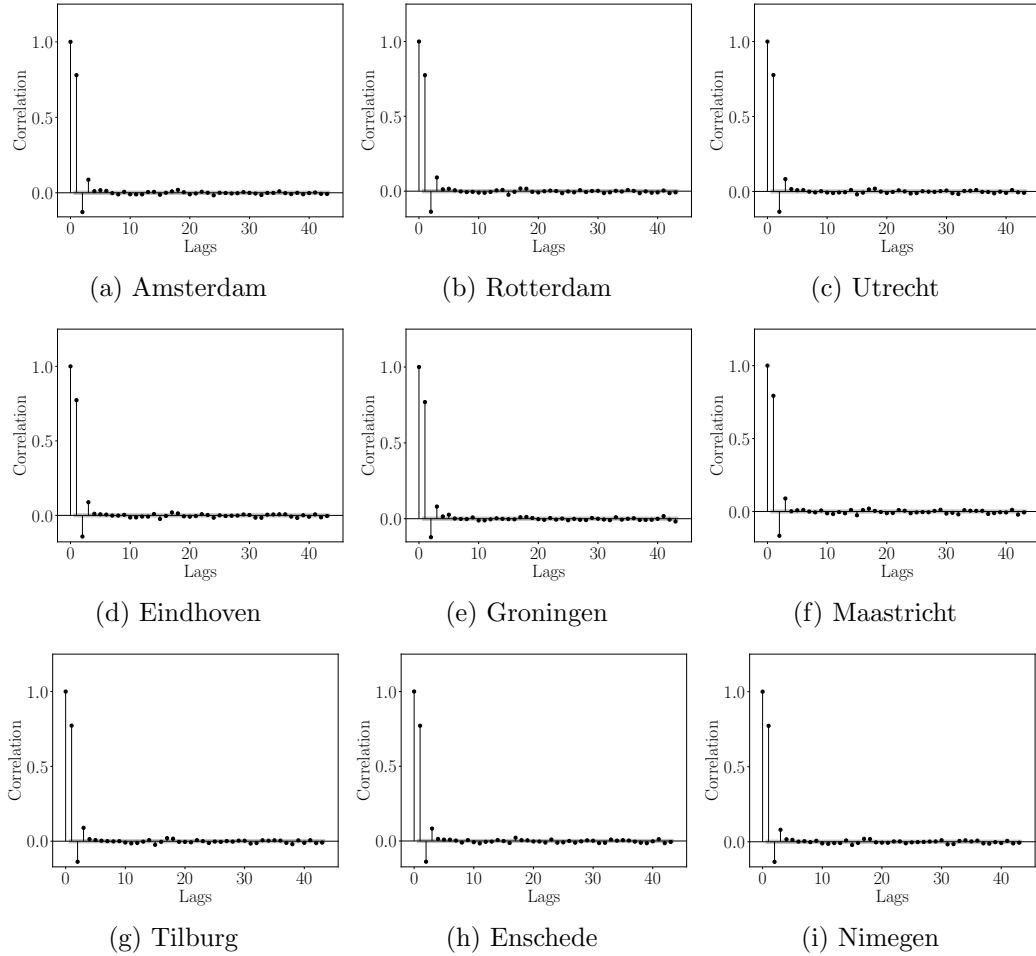 1.0
0.5
0.0
Correlation
0 10 20 30 40
Lags
(a) Amsterdam
1.0
0.5
0.0
Correlation
0 10 20 30 40
Lags
(b) Rotterdam
1.0
0.5
0.0
Correlation
0 10 20 30 40
Lags
(c) Utrecht
1.0
0.5
0.0
Correlation
0 10 20 30 40
Lags
(d) Eindhoven
1.0
0.5
0.0
Correlation
0 10 20 30 40
Lags
(e) Groningen
1.0
0.5
0.0
Correlation
0 10 20 30 40
Lags
(f) Maastricht
1.0
0.5
0.0
Correlation
0 10 20 30 40
Lags
(g) Tilburg
1.0
0.5
0.0
Correlation
0 10 20 30 40
Lags
(h) Enschede
1.0
0.5
0.0
Correlation
0 10 20 30 40
Lags
(i) Nimegen